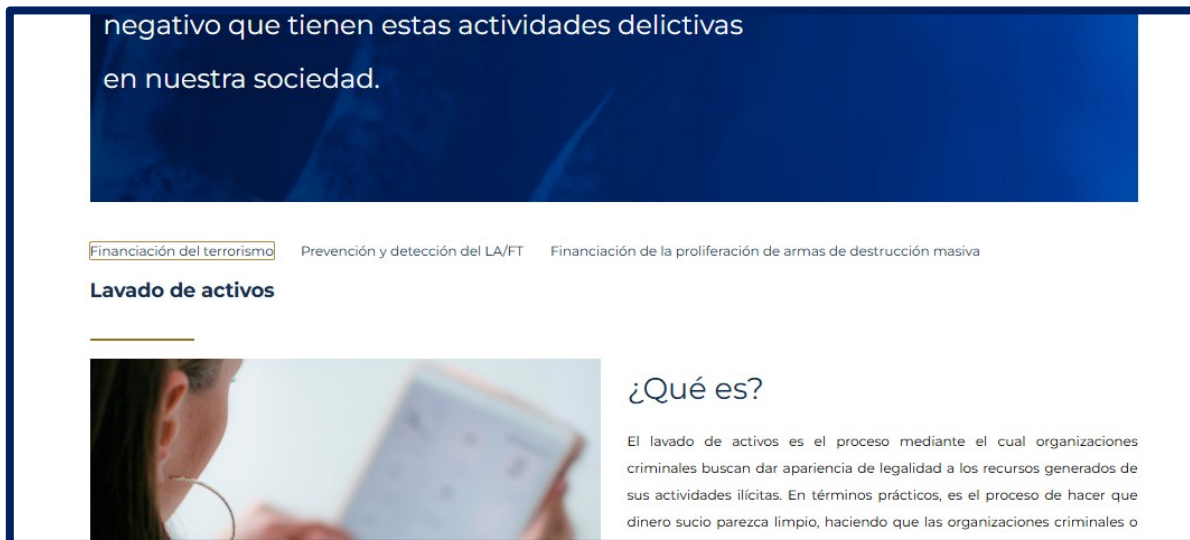 negativo que tienen estas actividades delictivas
en nuestra sociedad.
Financiación del terrorismo Prevención y detección del LA/FT Financiación de la proliferación de armas de destrucción masiva
Lavado de activos
¿Qué es?
El lavado de activos es el proceso mediante el cual organizaciones
criminales buscan dar apariencia de legalidad a los recursos generados de
sus actividades ilícitas. En términos prácticos, es el proceso de hacer que
dinero sucio parezca limpio, haciendo que las organizaciones criminales o